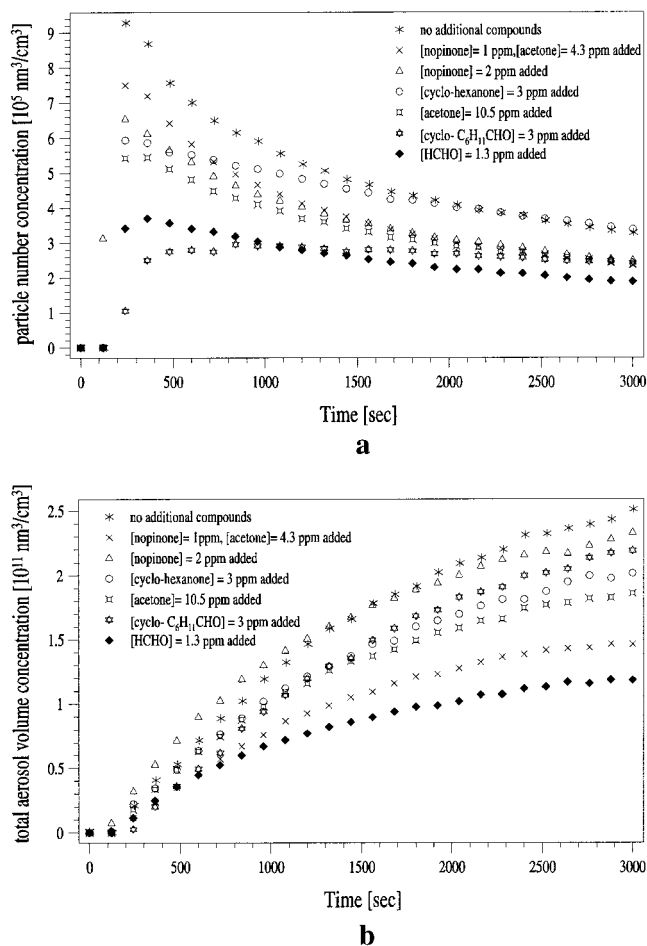 particle number concentration [10⁵ nm³/cm³]
9
8
7
6
5
4
3
2
1
0
no additional compounds
[nopinone]= 1 ppm,[acetone]= 4.3 ppm added
[nopinone] = 2 ppm added
[cyclo-hexanone] = 3 ppm added
[acetone]= 10.5 ppm added
[cyclo- C₆H₁₁CHO] = 3 ppm added
[HCHO] = 1.3 ppm added
0 500 1000 1500 2000 2500 3000
Time [sec]
a
total aerosol volume concentration [10¹¹ nm³/cm³]
2.5
2
1.5
1
0.5
0
no additional compounds
[nopinone]= 1ppm, [acetone]= 4.3 ppm added
[nopinone] = 2 ppm added
[cyclo-hexanone] = 3 ppm added
[acetone]= 10.5 ppm added
[cyclo- C₆H₁₁CHO] = 3 ppm added
[HCHO] = 1.3 ppm added
0 500 1000 1500 2000 2500 3000
Time [sec]
b